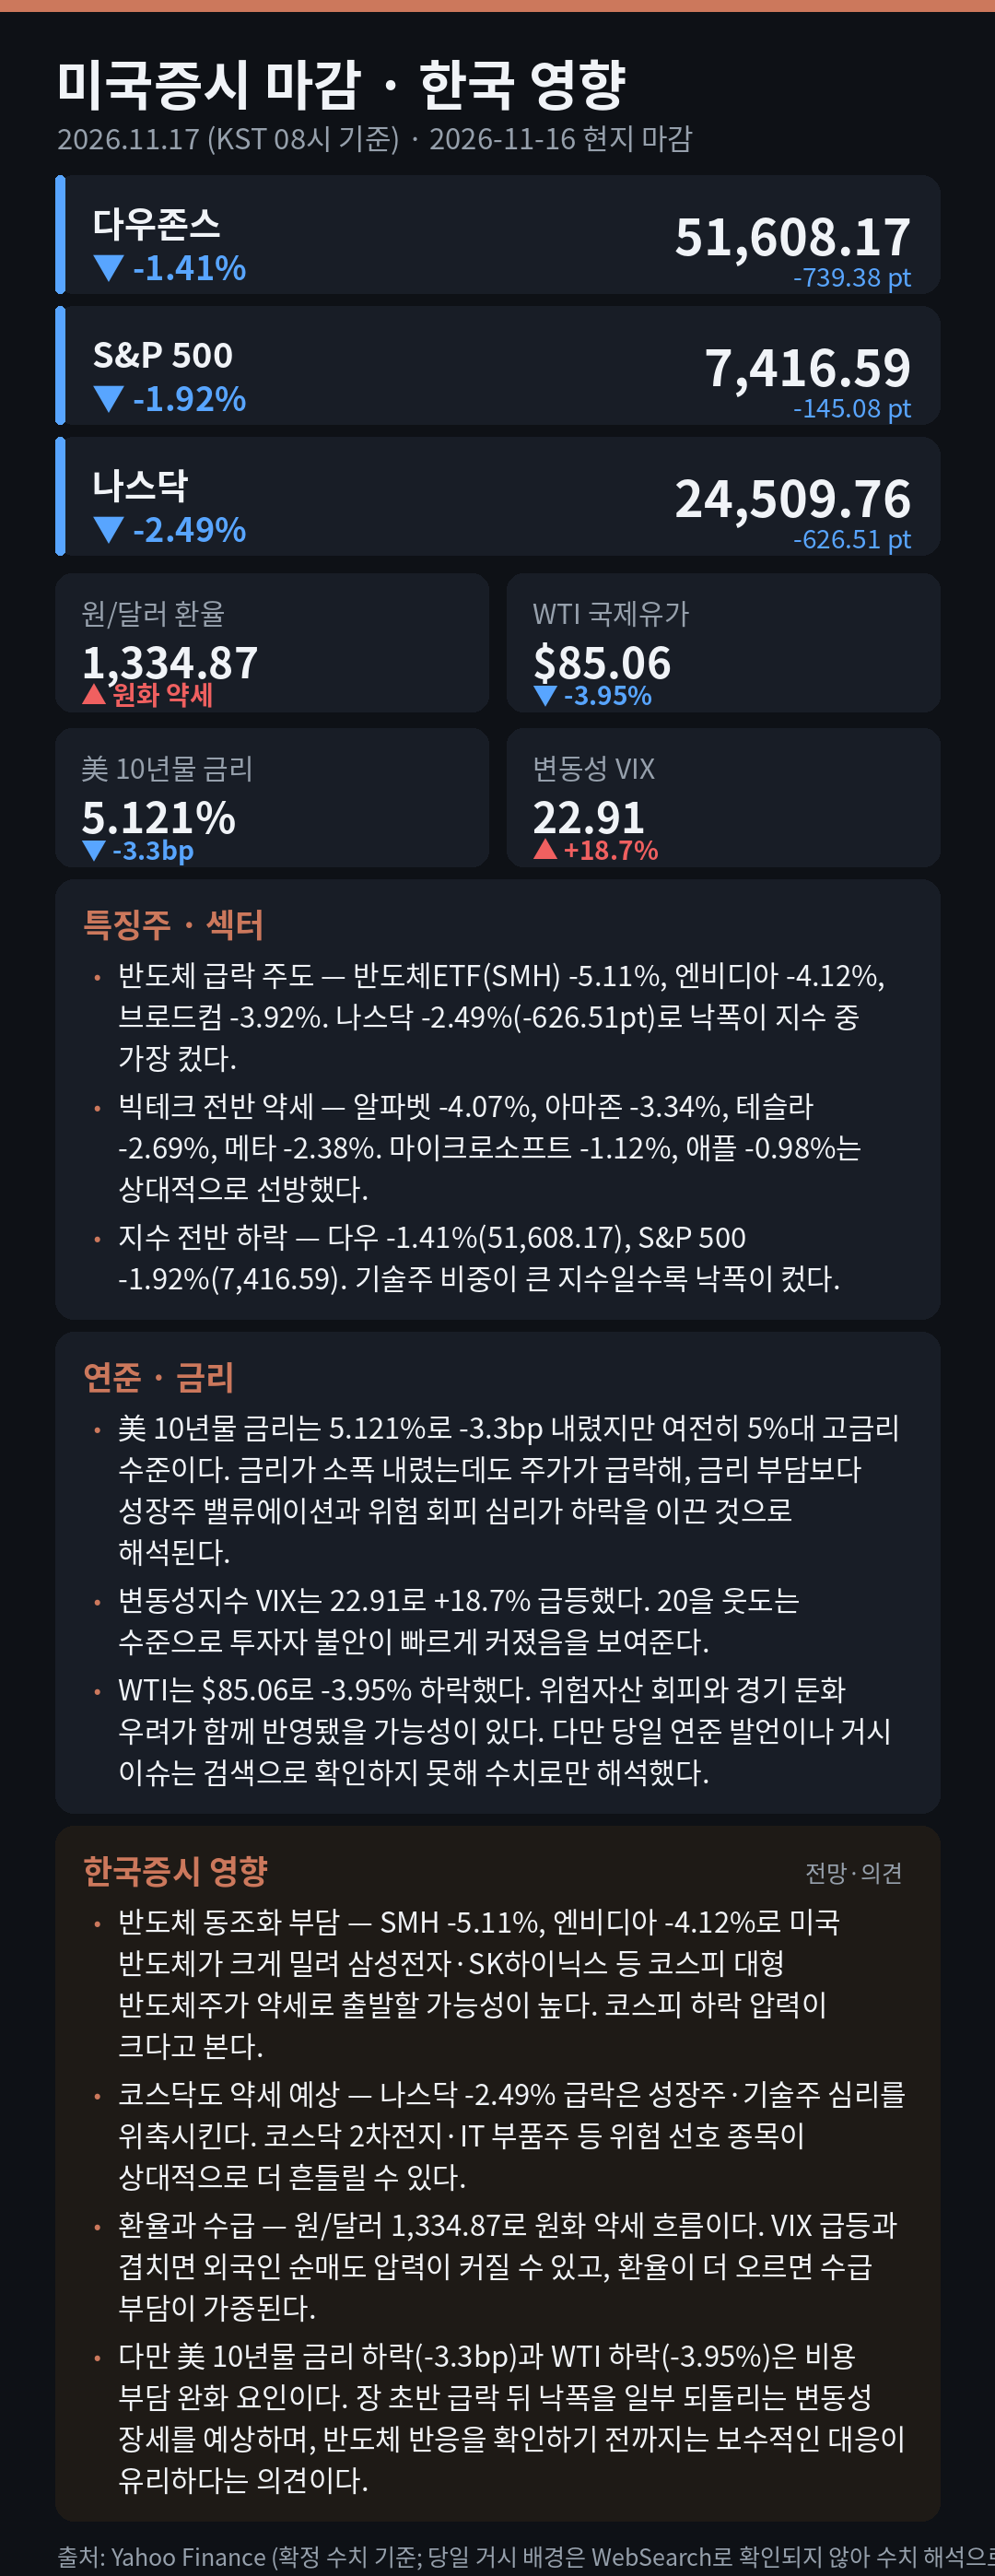 미국증시 마감 · 한국 영향
2026.11.17 (KST 08시 기준) · 2026-11-16 현지 마감
다우존스
51,608.17
▼ -1.41%
-739.38 pt
S&P 500
7,416.59
▼ -1.92%
-145.08 pt
나스닥
24,509.76
▼ -2.49%
-626.51 pt
원/달러 환율
1,334.87
▲ 원화 약세
WTI 국제유가
$85.06
▼ -3.95%
美 10년물 금리
5.121%
▼ -3.3bp
변동성 VIX
22.91
▲ +18.7%
특징주 · 섹터
• 반도체 급락 주도 — 반도체ETF(SMH) -5.11%, 엔비디아 -4.12%,
브로드컴 -3.92%. 나스닥 -2.49%(-626.51pt)로 낙폭이 지수 중
가장 컸다.
• 빅테크 전반 약세 — 알파벳 -4.07%, 아마존 -3.34%, 테슬라
-2.69%, 메타 -2.38%. 마이크로소프트 -1.12%, 애플 -0.98%는
상대적으로 선방했다.
• 지수 전반 하락 — 다우 -1.41%(51,608.17), S&P 500
-1.92%(7,416.59). 기술주 비중이 큰 지수일수록 낙폭이 컸다.
연준 · 금리
• 美 10년물 금리는 5.121%로 -3.3bp 내렸지만 여전히 5%대 고금리
수준이다. 금리가 소폭 내렸는데도 주가가 급락해, 금리 부담보다
성장주 밸류에이션과 위험 회피 심리가 하락을 이끈 것으로
해석된다.
• 변동성지수 VIX는 22.91로 +18.7% 급등했다. 20을 웃도는
수준으로 투자자 불안이 빠르게 커졌음을 보여준다.
• WTI는 $85.06로 -3.95% 하락했다. 위험자산 회피와 경기 둔화
우려가 함께 반영됐을 가능성이 있다. 다만 당일 연준 발언이나 거시
이슈는 검색으로 확인하지 못해 수치로만 해석했다.
한국증시 영향
전망·의견
• 반도체 동조화 부담 — SMH -5.11%, 엔비디아 -4.12%로 미국
반도체가 크게 밀려 삼성전자·SK하이닉스 등 코스피 대형
반도체주가 약세로 출발할 가능성이 높다. 코스피 하락 압력이
크다고 본다.
• 코스닥도 약세 예상 — 나스닥 -2.49% 급락은 성장주·기술주 심리를
위축시킨다. 코스닥 2차전지·IT 부품주 등 위험 선호 종목이
상대적으로 더 흔들릴 수 있다.
• 환율과 수급 — 원/달러 1,334.87로 원화 약세 흐름이다. VIX 급등과
겹치면 외국인 순매도 압력이 커질 수 있고, 환율이 더 오르면 수급
부담이 가중된다.
• 다만 美 10년물 금리 하락(-3.3bp)과 WTI 하락(-3.95%)은 비용
부담 완화 요인이다. 장 초반 급락 뒤 낙폭을 일부 되돌리는 변동성
장세를 예상하며, 반도체 반응을 확인하기 전까지는 보수적인 대응이
유리하다는 의견이다.
출처: Yahoo Finance (확정 수치 기준; 당일 거시 배경은 WebSearch로 확인되지 않아 수치 해석으로